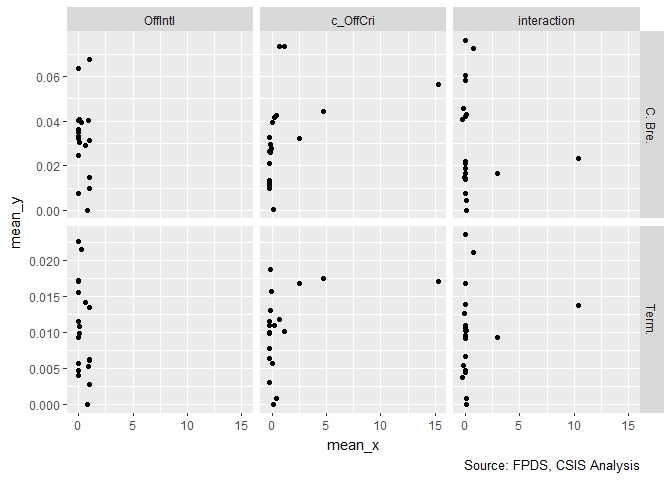 OffIntl c_OffCri interaction
0.06
0.04
0.02
0.00
C. Bre.
mean_y
0.020
0.015
0.010
0.005
0.000
Term.
0 5 10 15 0 5 10 15 0 5 10 15
mean_x
Source: FPDS, CSIS Analysis